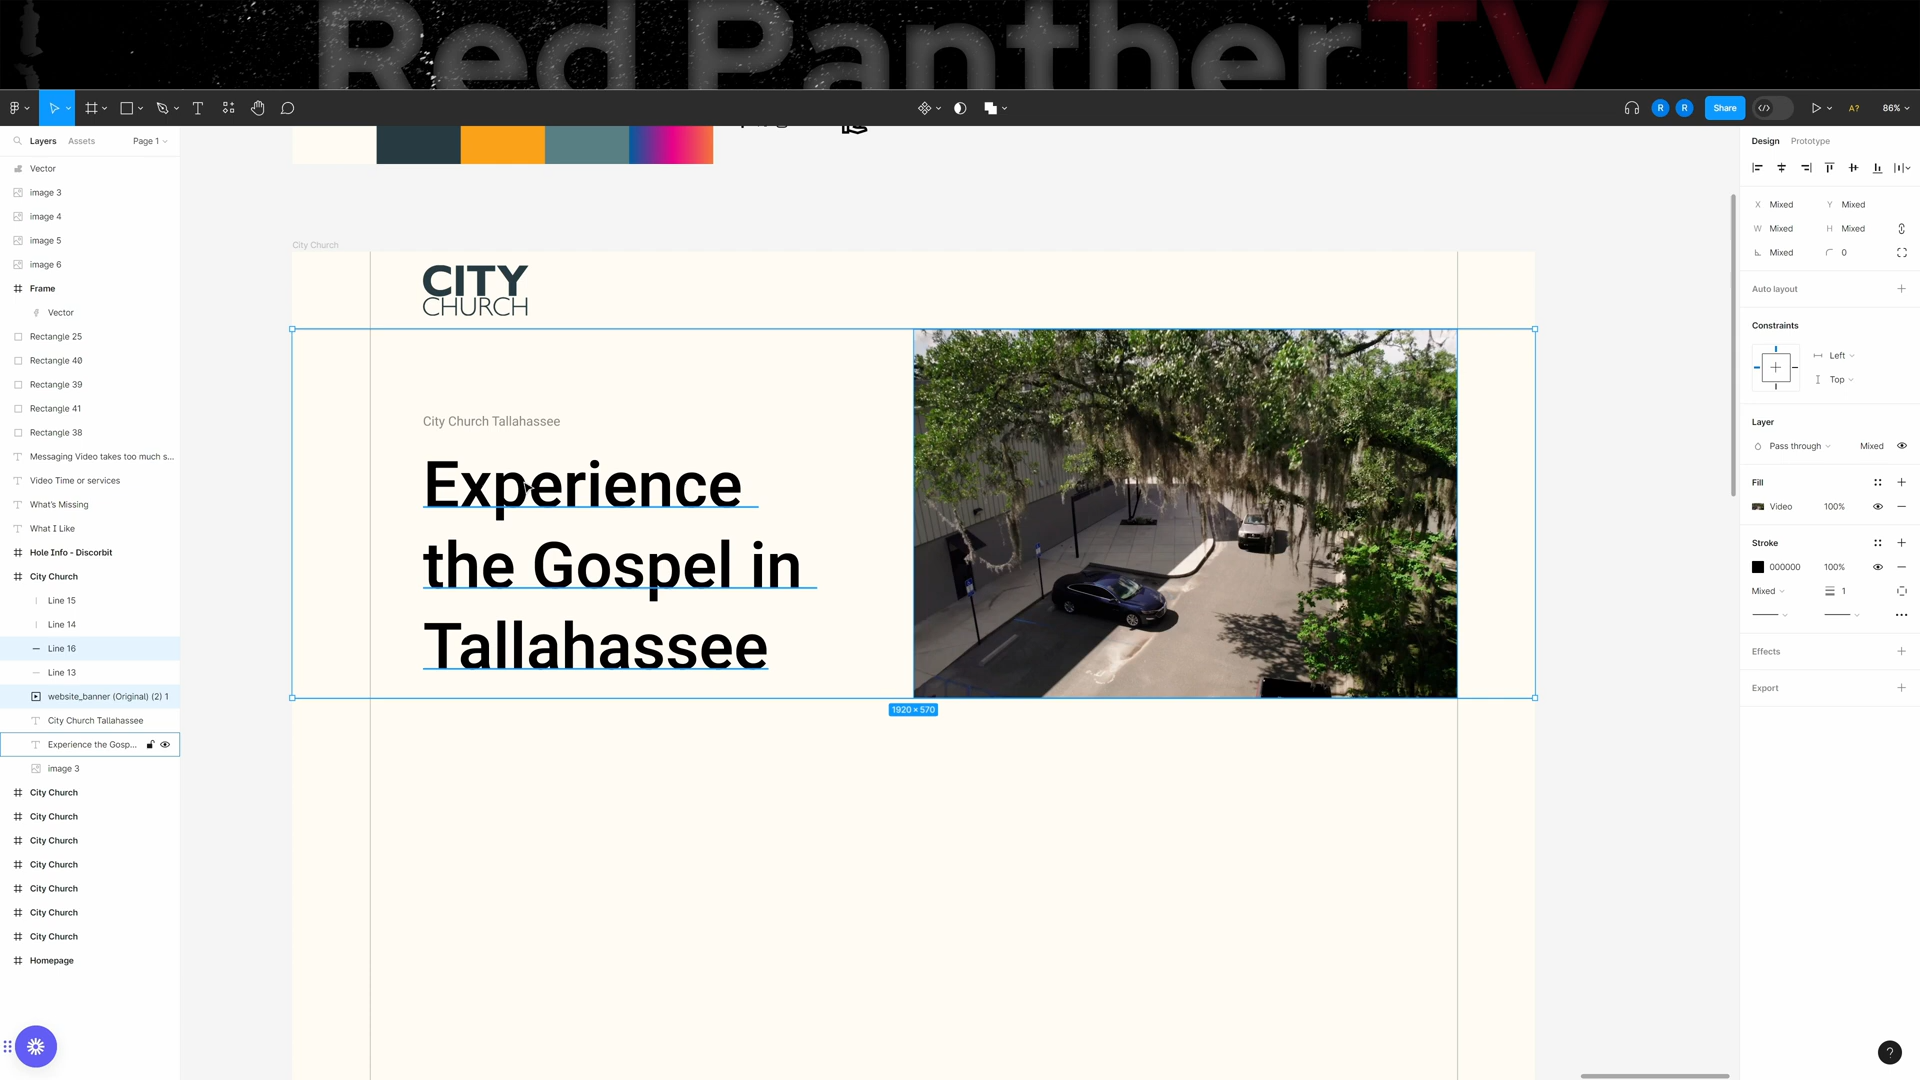 Red PantherTV
R
R
Share
A?
86%
Layers
Assets
Page 1
Design
Prototype
Vector
image 3
image 4
image 5
image 6
Frame
Vector
Rectangle 25
Rectangle 40
Rectangle 39
Rectangle 41
Rectangle 38
Messaging Video takes too much s...
Video Time or services
What's Missing
What I Like
Hole Info - Discorbit
City Church
Line 15
Line 14
Line 16
Line 13
website_banner (Original) (2) 1
City Church Tallahassee
Experience the Gosp...
image 3
City Church
City Church
City Church
City Church
City Church
City Church
City Church
Homepage
City Church
CITY
CHURCH
City Church Tallahassee
Experience
the Gospel in
Tallahassee
1920 × 570
X Mixed Y Mixed
W Mixed H Mixed
Mixed 0
Auto layout
Constraints
Left
Top
Layer
Pass through Mixed
Fill
Video 100%
Stroke
000000 100%
Mixed 1
Effects
Export
?